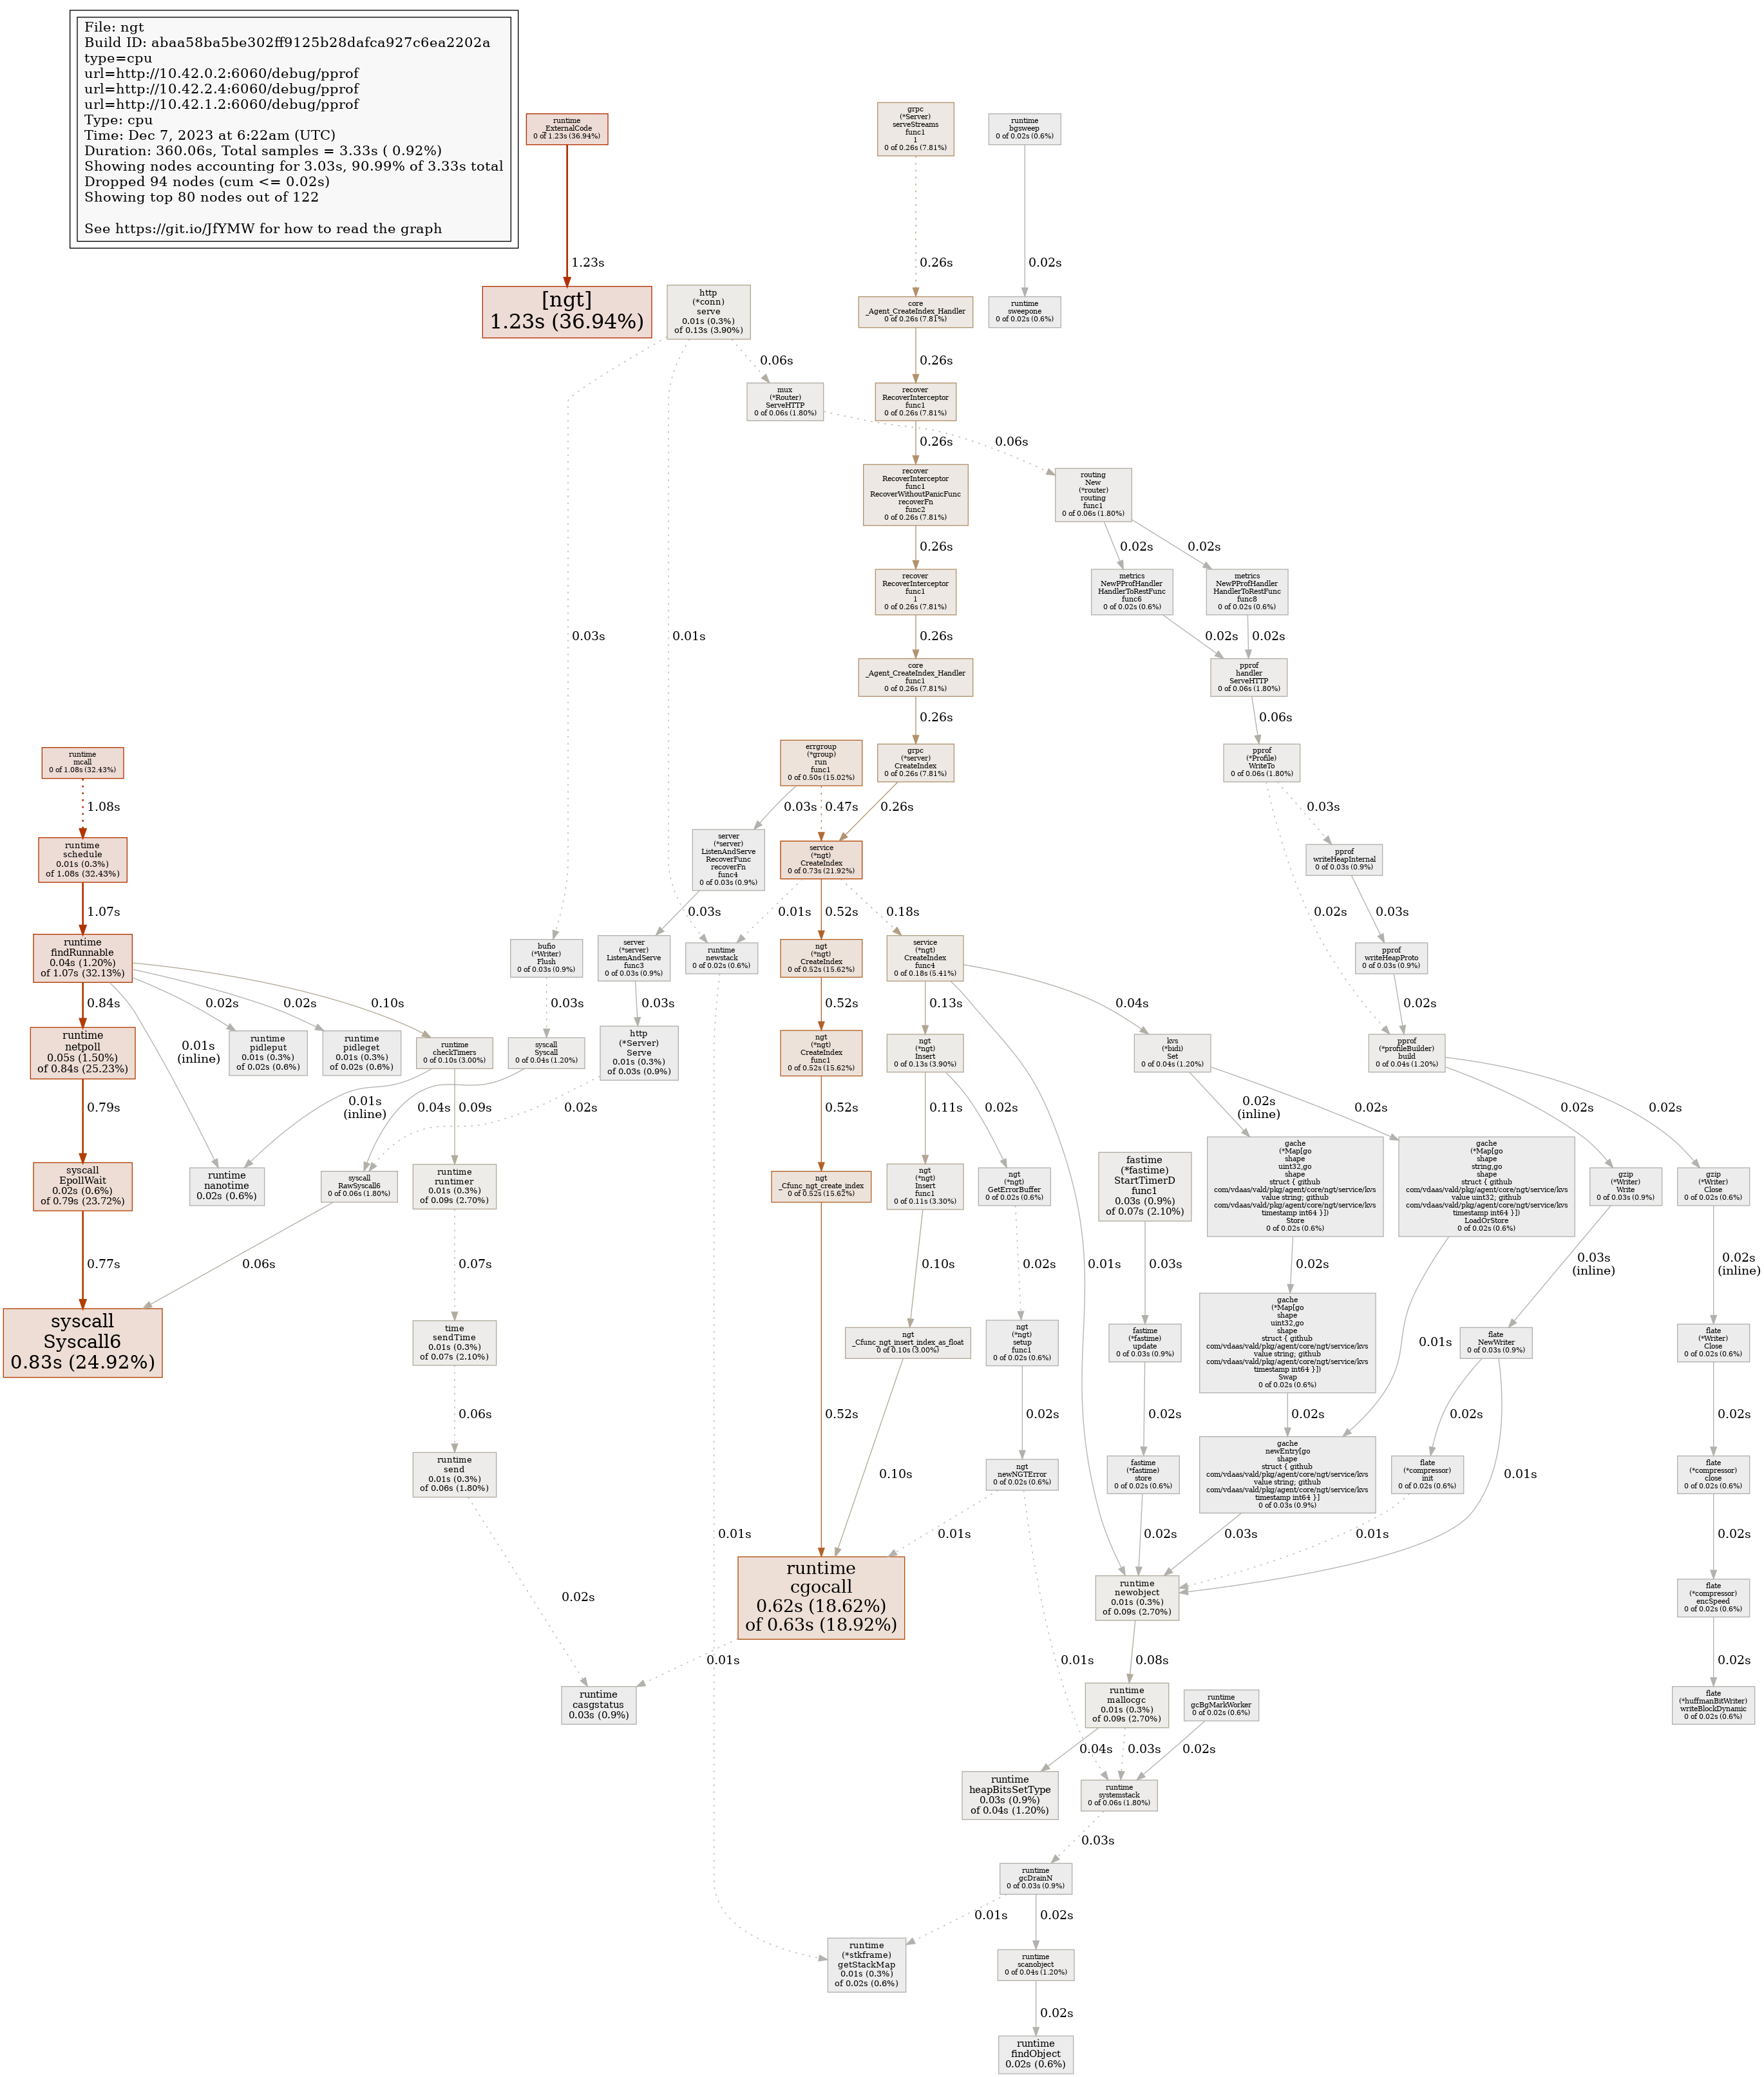 File: ngt
Build ID: abaa58ba5be302ff9125b28dafca927c6ea2202a
type=cpu
url=http://10.42.0.2:6060/debug/pprof
url=http://10.42.2.4:6060/debug/pprof
url=http://10.42.1.2:6060/debug/pprof
Type: cpu
Time: Dec 7, 2023 at 6:22am (UTC)
Duration: 360.06s, Total samples = 3.33s ( 0.92%)
Showing nodes accounting for 3.03s, 90.99% of 3.33s total
Dropped 94 nodes (cum <= 0.02s)
Showing top 80 nodes out of 122
See https://git.io/JfYMW for how to read the graph
runtime
_ExternalCode
0 of 1.23s (36.94%)
grpc
(*Server)
serveStreams
func1
1
0 of 0.26s (7.81%)
runtime
bgsweep
0 of 0.02s (0.6%)
1.23s
0.26s
0.02s
[ngt]
1.23s (36.94%)
http
(*conn)
serve
0.01s (0.3%)
of 0.13s (3.90%)
core
_Agent_CreateIndex_Handler
0 of 0.26s (7.81%)
runtime
sweepone
0 of 0.02s (0.6%)
0.06s
0.26s
mux
(*Router)
ServeHTTP
0 of 0.06s (1.80%)
recover
RecoverInterceptor
func1
0 of 0.26s (7.81%)
0.26s
0.06s
recover
RecoverInterceptor
func1
RecoverWithoutPanicFunc
recoverFn
func2
0 of 0.26s (7.81%)
routing
New
(*router)
routing
func1
0 of 0.06s (1.80%)
0.26s
0.02s
0.02s
recover
RecoverInterceptor
func1
1
0 of 0.26s (7.81%)
metrics
NewPProfHandler
HandlerToRestFunc
func6
0 of 0.02s (0.6%)
metrics
NewPProfHandler
HandlerToRestFunc
func8
0 of 0.02s (0.6%)
0.03s
0.01s
0.26s
0.02s
0.02s
core
_Agent_CreateIndex_Handler
func1
0 of 0.26s (7.81%)
pprof
handler
ServeHTTP
0 of 0.06s (1.80%)
0.26s
0.06s
runtime
mcall
0 of 1.08s (32.43%)
errgroup
(*group)
run
func1
0 of 0.50s (15.02%)
grpc
(*server)
CreateIndex
0 of 0.26s (7.81%)
pprof
(*Profile)
WriteTo
0 of 0.06s (1.80%)
1.08s
0.03s
0.47s
0.26s
0.03s
runtime
schedule
0.01s (0.3%)
of 1.08s (32.43%)
server
(*server)
ListenAndServe
RecoverFunc
recoverFn
func4
0 of 0.03s (0.9%)
service
(*ngt)
CreateIndex
0 of 0.73s (21.92%)
pprof
writeHeapInternal
0 of 0.03s (0.9%)
1.07s
0.03s
0.01s
0.52s
0.18s
0.02s
0.03s
runtime
findRunnable
0.04s (1.20%)
of 1.07s (32.13%)
bufio
(*Writer)
Flush
0 of 0.03s (0.9%)
server
(*server)
ListenAndServe
func3
0 of 0.03s (0.9%)
runtime
newstack
0 of 0.02s (0.6%)
ngt
(*ngt)
CreateIndex
0 of 0.52s (15.62%)
service
(*ngt)
CreateIndex
func4
0 of 0.18s (5.41%)
pprof
writeHeapProto
0 of 0.03s (0.9%)
0.84s
0.02s
0.02s
0.10s
0.03s
0.03s
0.52s
0.13s
0.04s
0.02s
runtime
netpoll
0.05s (1.50%)
of 0.84s (25.23%)
0.01s
(inline)
runtime
pidleput
0.01s (0.3%)
of 0.02s (0.6%)
runtime
pidleget
0.01s (0.3%)
of 0.02s (0.6%)
runtime
checkTimers
0 of 0.10s (3.00%)
syscall
Syscall
0 of 0.04s (1.20%)
http
(*Server)
Serve
0.01s (0.3%)
of 0.03s (0.9%)
ngt
(*ngt)
CreateIndex
func1
0 of 0.52s (15.62%)
ngt
(*ngt)
Insert
0 of 0.13s (3.90%)
kvs
(*bidi)
Set
0 of 0.04s (1.20%)
pprof
(*profileBuilder)
build
0 of 0.04s (1.20%)
0.79s
0.01s
(inline)
0.04s
0.09s
0.02s
0.52s
0.11s
0.02s
0.02s
(inline)
0.02s
0.02s
0.02s
syscall
EpollWait
0.02s (0.6%)
of 0.79s (23.72%)
runtime
nanotime
0.02s (0.6%)
syscall
RawSyscall6
0 of 0.06s (1.80%)
runtime
runtimer
0.01s (0.3%)
of 0.09s (2.70%)
ngt
_Cfunc_ngt_create_index
0 of 0.52s (15.62%)
ngt
(*ngt)
Insert
func1
0 of 0.11s (3.30%)
ngt
(*ngt)
GetErrorBuffer
0 of 0.02s (0.6%)
fastime
(*fastime)
StartTimerD
func1
0.03s (0.9%)
of 0.07s (2.10%)
gache
(*Map[go
shape
uint32,go
shape
struct { github
com/vdaas/vald/pkg/agent/core/ngt/service/kvs
value string; github
com/vdaas/vald/pkg/agent/core/ngt/service/kvs
timestamp int64 }])
Store
0 of 0.02s (0.6%)
gache
(*Map[go
shape
string,go
shape
struct { github
com/vdaas/vald/pkg/agent/core/ngt/service/kvs
value uint32; github
com/vdaas/vald/pkg/agent/core/ngt/service/kvs
timestamp int64 }])
LoadOrStore
0 of 0.02s (0.6%)
gzip
(*Writer)
Write
0 of 0.03s (0.9%)
gzip
(*Writer)
Close
0 of 0.02s (0.6%)
0.77s
0.06s
0.07s
0.10s
0.02s
0.01s
0.03s
0.02s
0.03s
(inline)
0.02s
(inline)
syscall
Syscall6
0.83s (24.92%)
time
sendTime
0.01s (0.3%)
of 0.07s (2.10%)
ngt
_Cfunc_ngt_insert_index_as_float
0 of 0.10s (3.00%)
ngt
(*ngt)
setup
func1
0 of 0.02s (0.6%)
fastime
(*fastime)
update
0 of 0.03s (0.9%)
gache
(*Map[go
shape
uint32,go
shape
struct { github
com/vdaas/vald/pkg/agent/core/ngt/service/kvs
value string; github
com/vdaas/vald/pkg/agent/core/ngt/service/kvs
timestamp int64 }])
Swap
0 of 0.02s (0.6%)
0.01s
flate
NewWriter
0 of 0.03s (0.9%)
flate
(*Writer)
Close
0 of 0.02s (0.6%)
0.06s
0.52s
0.02s
0.02s
0.02s
0.02s
0.02s
runtime
send
0.01s (0.3%)
of 0.06s (1.80%)
0.10s
ngt
newNGTError
0 of 0.02s (0.6%)
fastime
(*fastime)
store
0 of 0.02s (0.6%)
gache
newEntry[go
shape
struct { github
com/vdaas/vald/pkg/agent/core/ngt/service/kvs
value string; github
com/vdaas/vald/pkg/agent/core/ngt/service/kvs
timestamp int64 }]
0 of 0.03s (0.9%)
flate
(*compressor)
init
0 of 0.02s (0.6%)
0.01s
flate
(*compressor)
close
0 of 0.02s (0.6%)
0.01s
0.01s
0.02s
0.03s
0.01s
0.02s
0.02s
runtime
cgocall
0.62s (18.62%)
of 0.63s (18.92%)
runtime
newobject
0.01s (0.3%)
of 0.09s (2.70%)
flate
(*compressor)
encSpeed
0 of 0.02s (0.6%)
0.01s
0.01s
0.08s
0.02s
runtime
casgstatus
0.03s (0.9%)
runtime
mallocgc
0.01s (0.3%)
of 0.09s (2.70%)
runtime
gcBgMarkWorker
0 of 0.02s (0.6%)
flate
(*huffmanBitWriter)
writeBlockDynamic
0 of 0.02s (0.6%)
0.04s
0.03s
0.02s
runtime
heapBitsSetType
0.03s (0.9%)
of 0.04s (1.20%)
runtime
systemstack
0 of 0.06s (1.80%)
0.03s
runtime
gcDrainN
0 of 0.03s (0.9%)
0.01s
0.02s
runtime
(*stkframe)
getStackMap
0.01s (0.3%)
of 0.02s (0.6%)
runtime
scanobject
0 of 0.04s (1.20%)
0.02s
runtime
findObject
0.02s (0.6%)